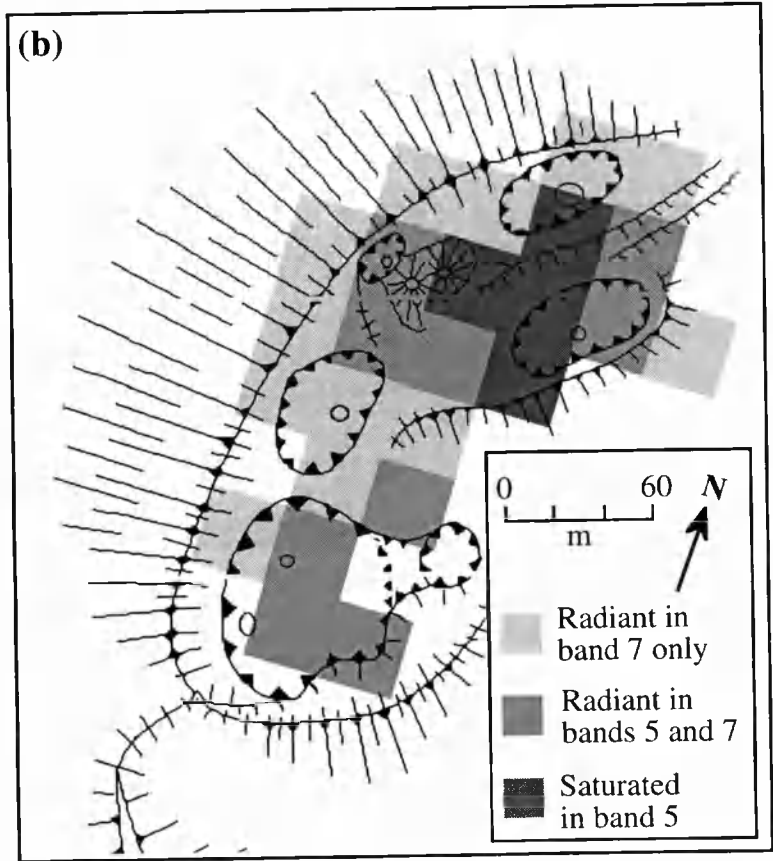 (b)
0 60 N
m
Radiant in
band 7 only
Radiant in
bands 5 and 7
Saturated
in band 5